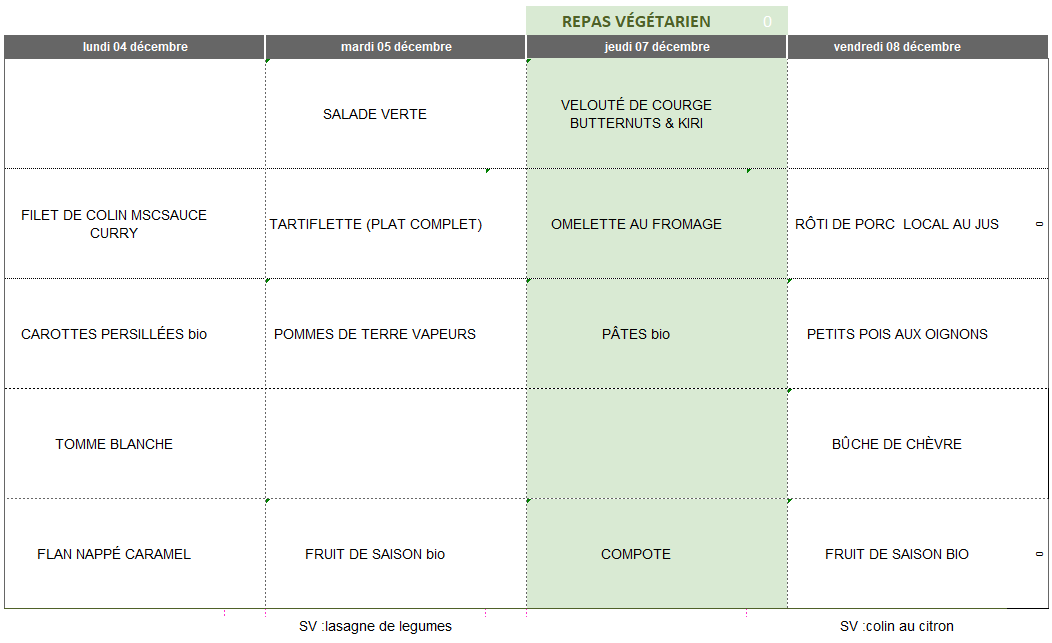 REPAS VÉGÉTARIEN 0
lundi 04 décembre mardi 05 décembre jeudi 07 décembre vendredi 08 décembre
SALADE VERTE
VELOUTÉ DE COURGE
BUTTERNUTS & KIRI
FILET DE COLIN MSCSAUCE
CURRY
TARTIFLETTE (PLAT COMPLET)
OMELETTE AU FROMAGE
RÔTI DE PORC  LOCAL AU JUS
0
CAROTTES PERSILLÉES bio
POMMES DE TERRE VAPEURS
PÂTES bio
PETITS POIS AUX OIGNONS
TOMME BLANCHE
BÛCHE DE CHÈVRE
FLAN NAPPÉ CARAMEL
FRUIT DE SAISON bio
COMPOTE
FRUIT DE SAISON BIO
0
SV :lasagne de legumes
SV :colin au citron